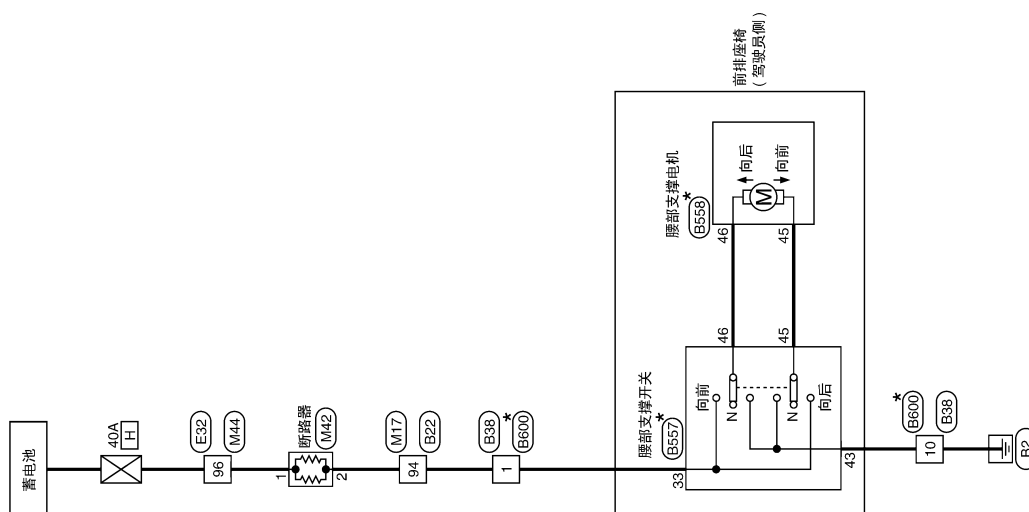 蓄电池
40A
H
96
E32
M44
断路器
M42
1
2
94
M17
B22
1
B38
*
B600
前排座椅
( 驾驶员侧 )
腰部支撑开关
*
B557
33
向前
N
N
向后
46
45
43
腰部支撑电机
*
B558
46
45
M
向后
向前
10
*
B600
B38